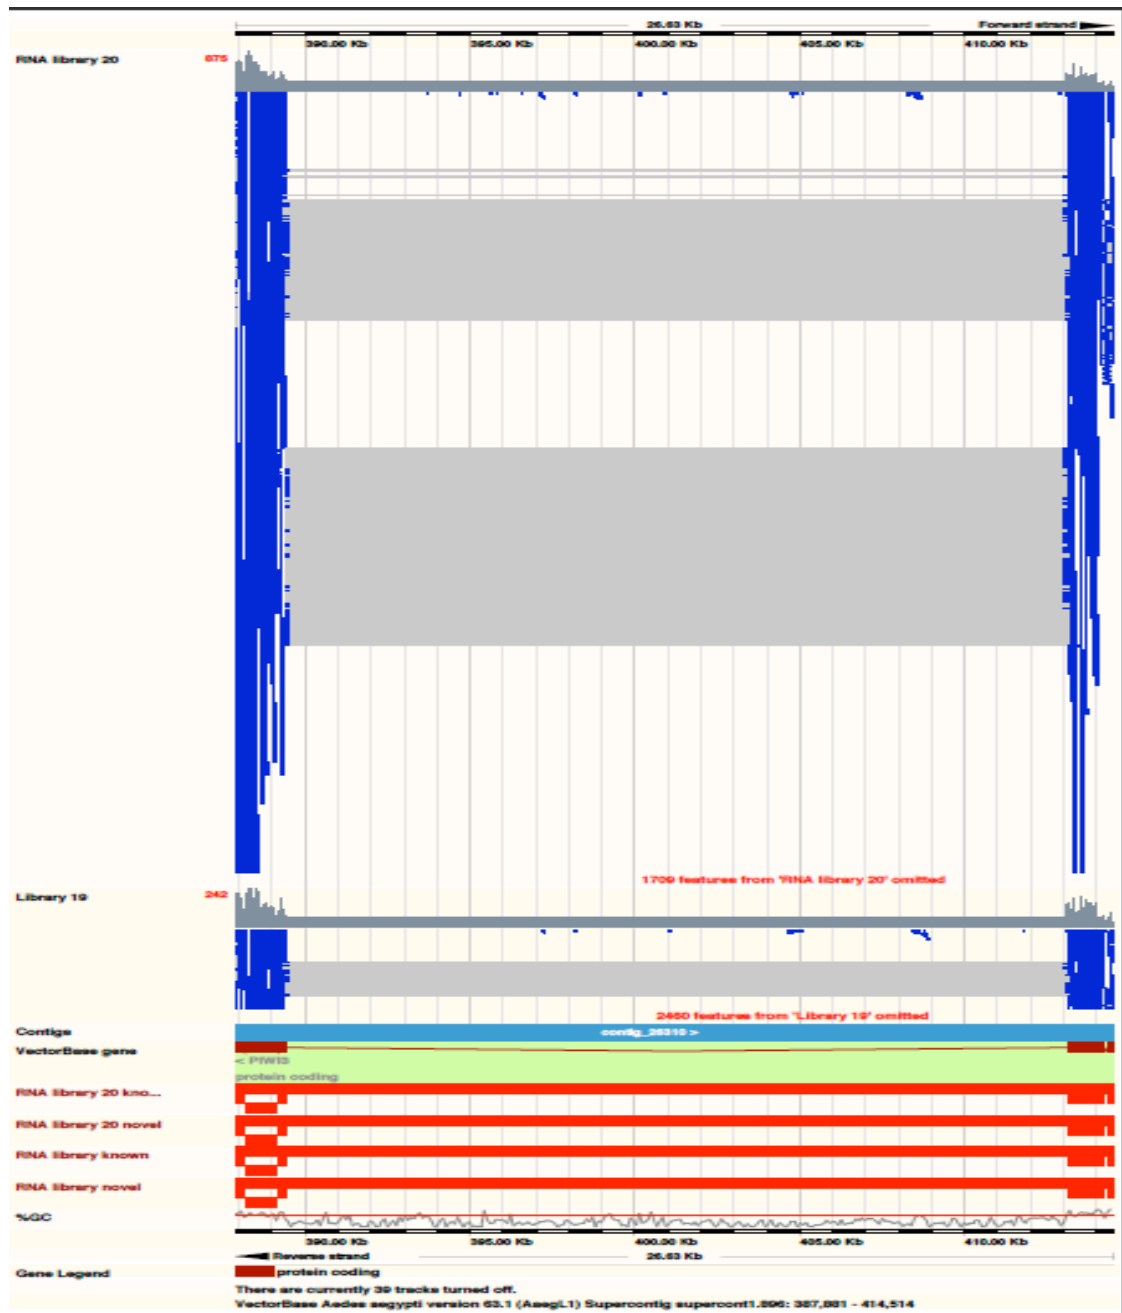 26.63 Kb Forward strand
390.00 Kb 395.00 Kb 400.00 Kb 405.00 Kb 410.00 Kb
RNA library 20 875
1709 features from 'RNA library 20' omitted
Library 19 242
2460 features from 'Library 19' omitted
Contigs contig_26310 >
VectorBase gene
< PIWI3
protein coding
RNA library 20 kno...
RNA library 20 novel
RNA library known
RNA library novel
%GC
390.00 Kb 395.00 Kb 400.00 Kb 405.00 Kb 410.00 Kb
Reverse strand 26.63 Kb
Gene Legend protein coding
There are currently 39 tracks turned off.
VectorBase Aedes aegypti version 63.1 (AaegL1) Supercontig supercont1.896: 387,881 - 414,514